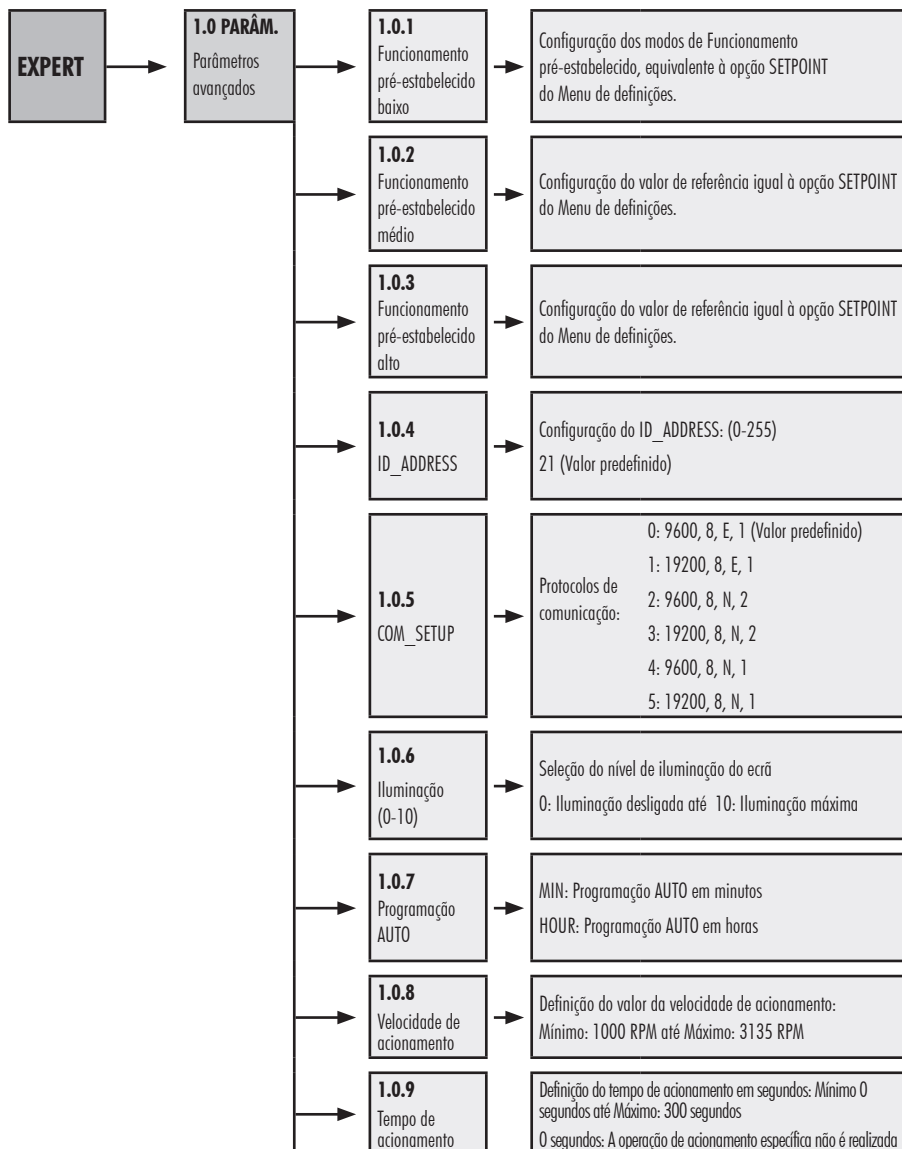 EXPERT
1.0 PARÂM.
Parâmetros
avançados
1.0.1
Funcionamento
pré-estabelecido
baixo
Configuração dos modos de Funcionamento
pré-estabelecido, equivalente à opção SETPOINT
do Menu de definições.
1.0.2
Funcionamento
pré-estabelecido
médio
Configuração do valor de referência igual à opção SETPOINT
do Menu de definições.
1.0.3
Funcionamento
pré-estabelecido
alto
Configuração do valor de referência igual à opção SETPOINT
do Menu de definições.
1.0.4
ID_ADDRESS
Configuração do ID_ADDRESS: (0-255)
21 (Valor predefinido)
1.0.5
COM_SETUP
Protocolos de
comunicação:
0: 9600, 8, E, 1 (Valor predefinido)
1: 19200, 8, E, 1
2: 9600, 8, N, 2
3: 19200, 8, N, 2
4: 9600, 8, N, 1
5: 19200, 8, N, 1
1.0.6
Iluminação
(0-10)
Seleção do nível de iluminação do ecrã
0: Iluminação desligada até 10: Iluminação máxima
1.0.7
Programação
AUTO
MIN: Programação AUTO em minutos
HOUR: Programação AUTO em horas
1.0.8
Velocidade de
acionamento
Definição do valor da velocidade de acionamento:
Mínimo: 1000 RPM até Máximo: 3135 RPM
1.0.9
Tempo de
acionamento
Definição do tempo de acionamento em segundos: Mínimo 0
segundos até Máximo: 300 segundos
0 segundos: A operação de acionamento específica não é realizada